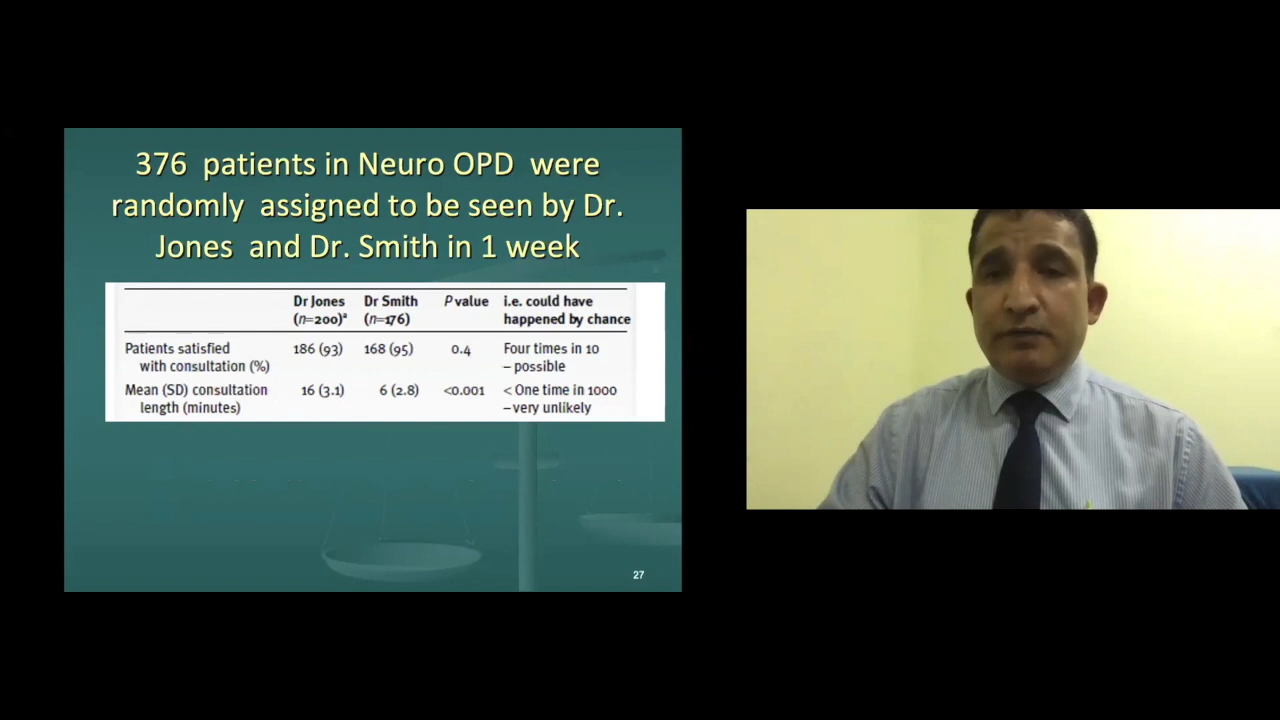 376 patients in Neuro OPD were
randomly assigned to be seen by Dr.
Jones and Dr. Smith in 1 week
Dr Jones Dr Smith P value i.e. could have
(n=200)ª (n=176) happened by chance
Patients satisfied 186 (93) 168 (95) 0.4 Four times in 10
with consultation (%) – possible
Mean (SD) consultation 16 (3.1) 6 (2.8) <0.001 < One time in 1000
length (minutes) – very unlikely
27